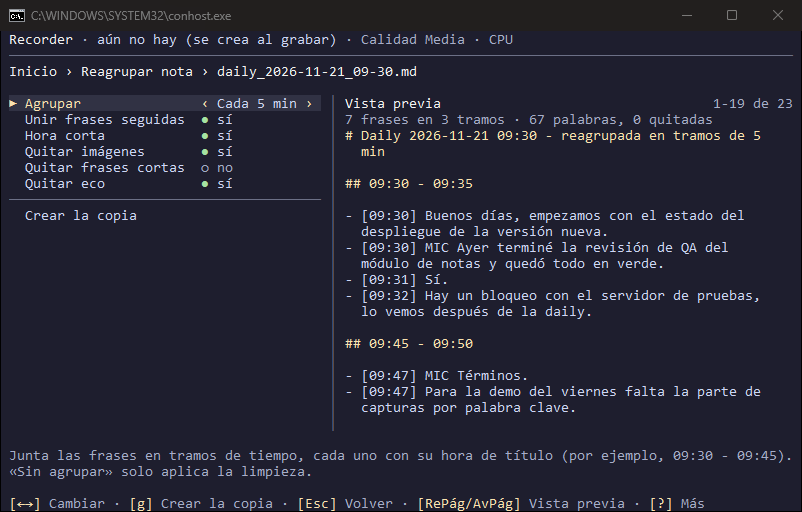 C:\WINDOWS\SYSTEM32\conhost.exe
Recorder · aún no hay (se crea al grabar) · Calidad Media · CPU
Inicio › Reagrupar nota › daily_2026-11-21_09-30.md
► Agrupar ‹ Cada 5 min ›
Unir frases seguidas ● sí
Hora corta ● sí
Quitar imágenes ● sí
Quitar frases cortas ○ no
Quitar eco ● sí
Crear la copia
Vista previa 1-19 de 23
7 frases en 3 tramos · 67 palabras, 0 quitadas
# Daily 2026-11-21 09:30 - reagrupada en tramos de 5
min
## 09:30 - 09:35
- [09:30] Buenos días, empezamos con el estado del
despliegue de la versión nueva.
- [09:30] MIC Ayer terminé la revisión de QA del
módulo de notas y quedó todo en verde.
- [09:31] Sí.
- [09:32] Hay un bloqueo con el servidor de pruebas,
lo vemos después de la daily.
## 09:45 - 09:50
- [09:47] MIC Términos.
- [09:47] Para la demo del viernes falta la parte de
capturas por palabra clave.
Junta las frases en tramos de tiempo, cada uno con su hora de título (por ejemplo, 09:30 - 09:45).
«Sin agrupar» solo aplica la limpieza.
[↔] Cambiar · [g] Crear la copia · [Esc] Volver · [RePág/AvPág] Vista previa · [?] Más